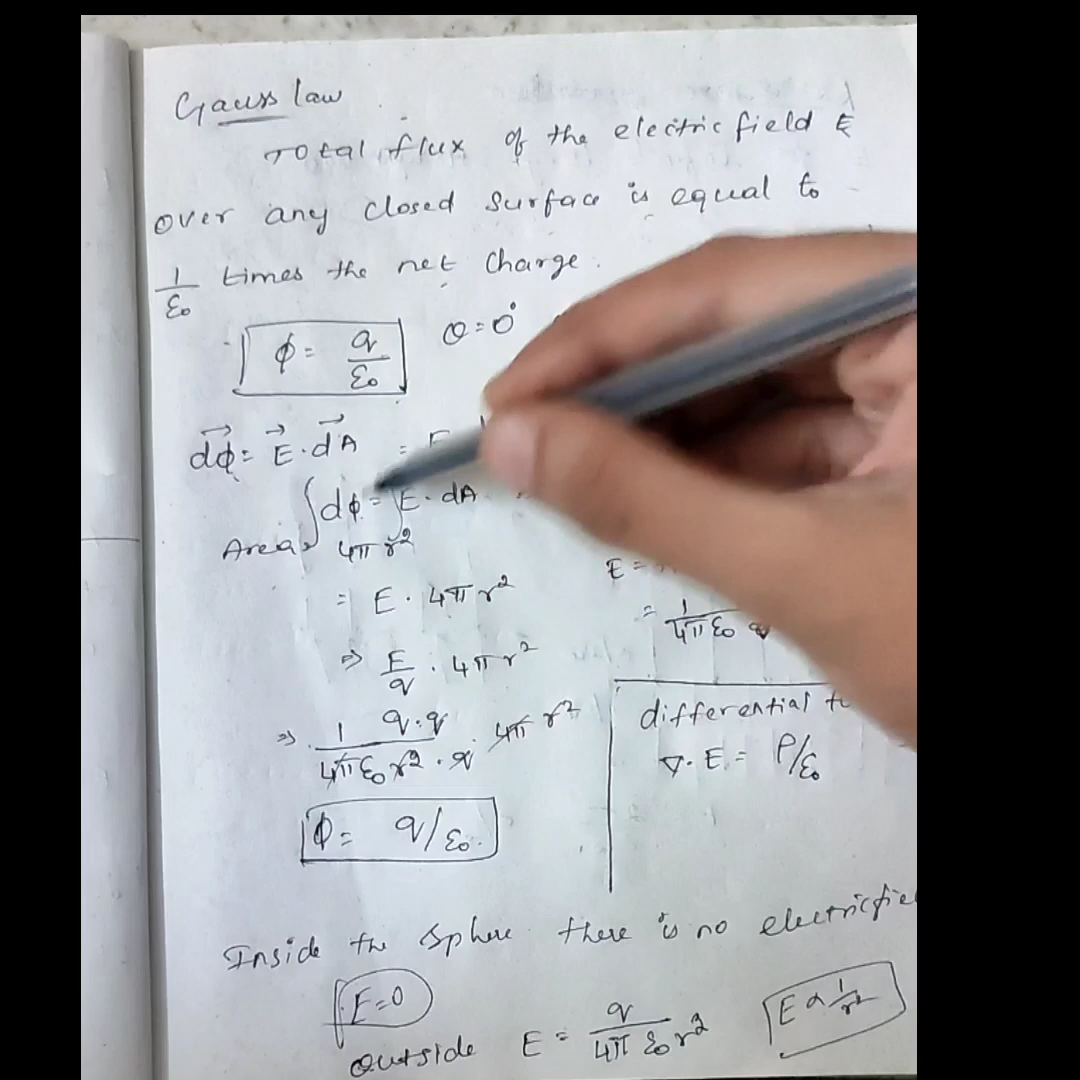 Gauss law
Total flux of the electric field E
over any closed surface is equal to
1/ε₀ times the net charge.
ϕ = q/ε₀
θ = 0°
dϕ⃗ = E⃗ · dA⃗ =
∫dϕ = ∫E · dA
Area = 4πr²
= E · 4πr²
⇒ E/q · 4πr²
⇒ 1/4πε₀ q·q/r² · q 4πr²
ϕ = q/ε₀
E =
= 1/4πε₀
differential
∇ · E = ρ/ε₀
Inside the sphere there is no
E=0
outside E = q/4πε₀r²
E ∝ 1/r²